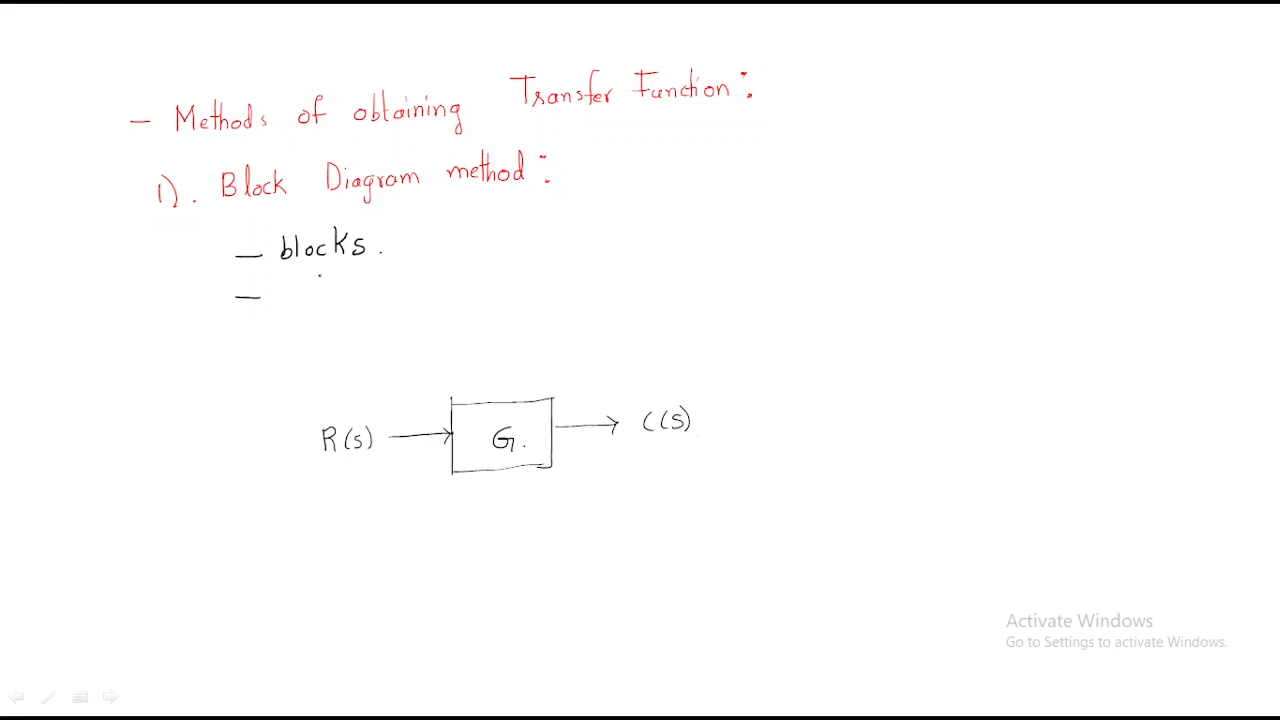 - Methods of obtaining Transfer Function:
1). Block Diagram method:
- blocks.
-
R(s) G. C(s)
Activate Windows
Go to Settings to activate Windows.